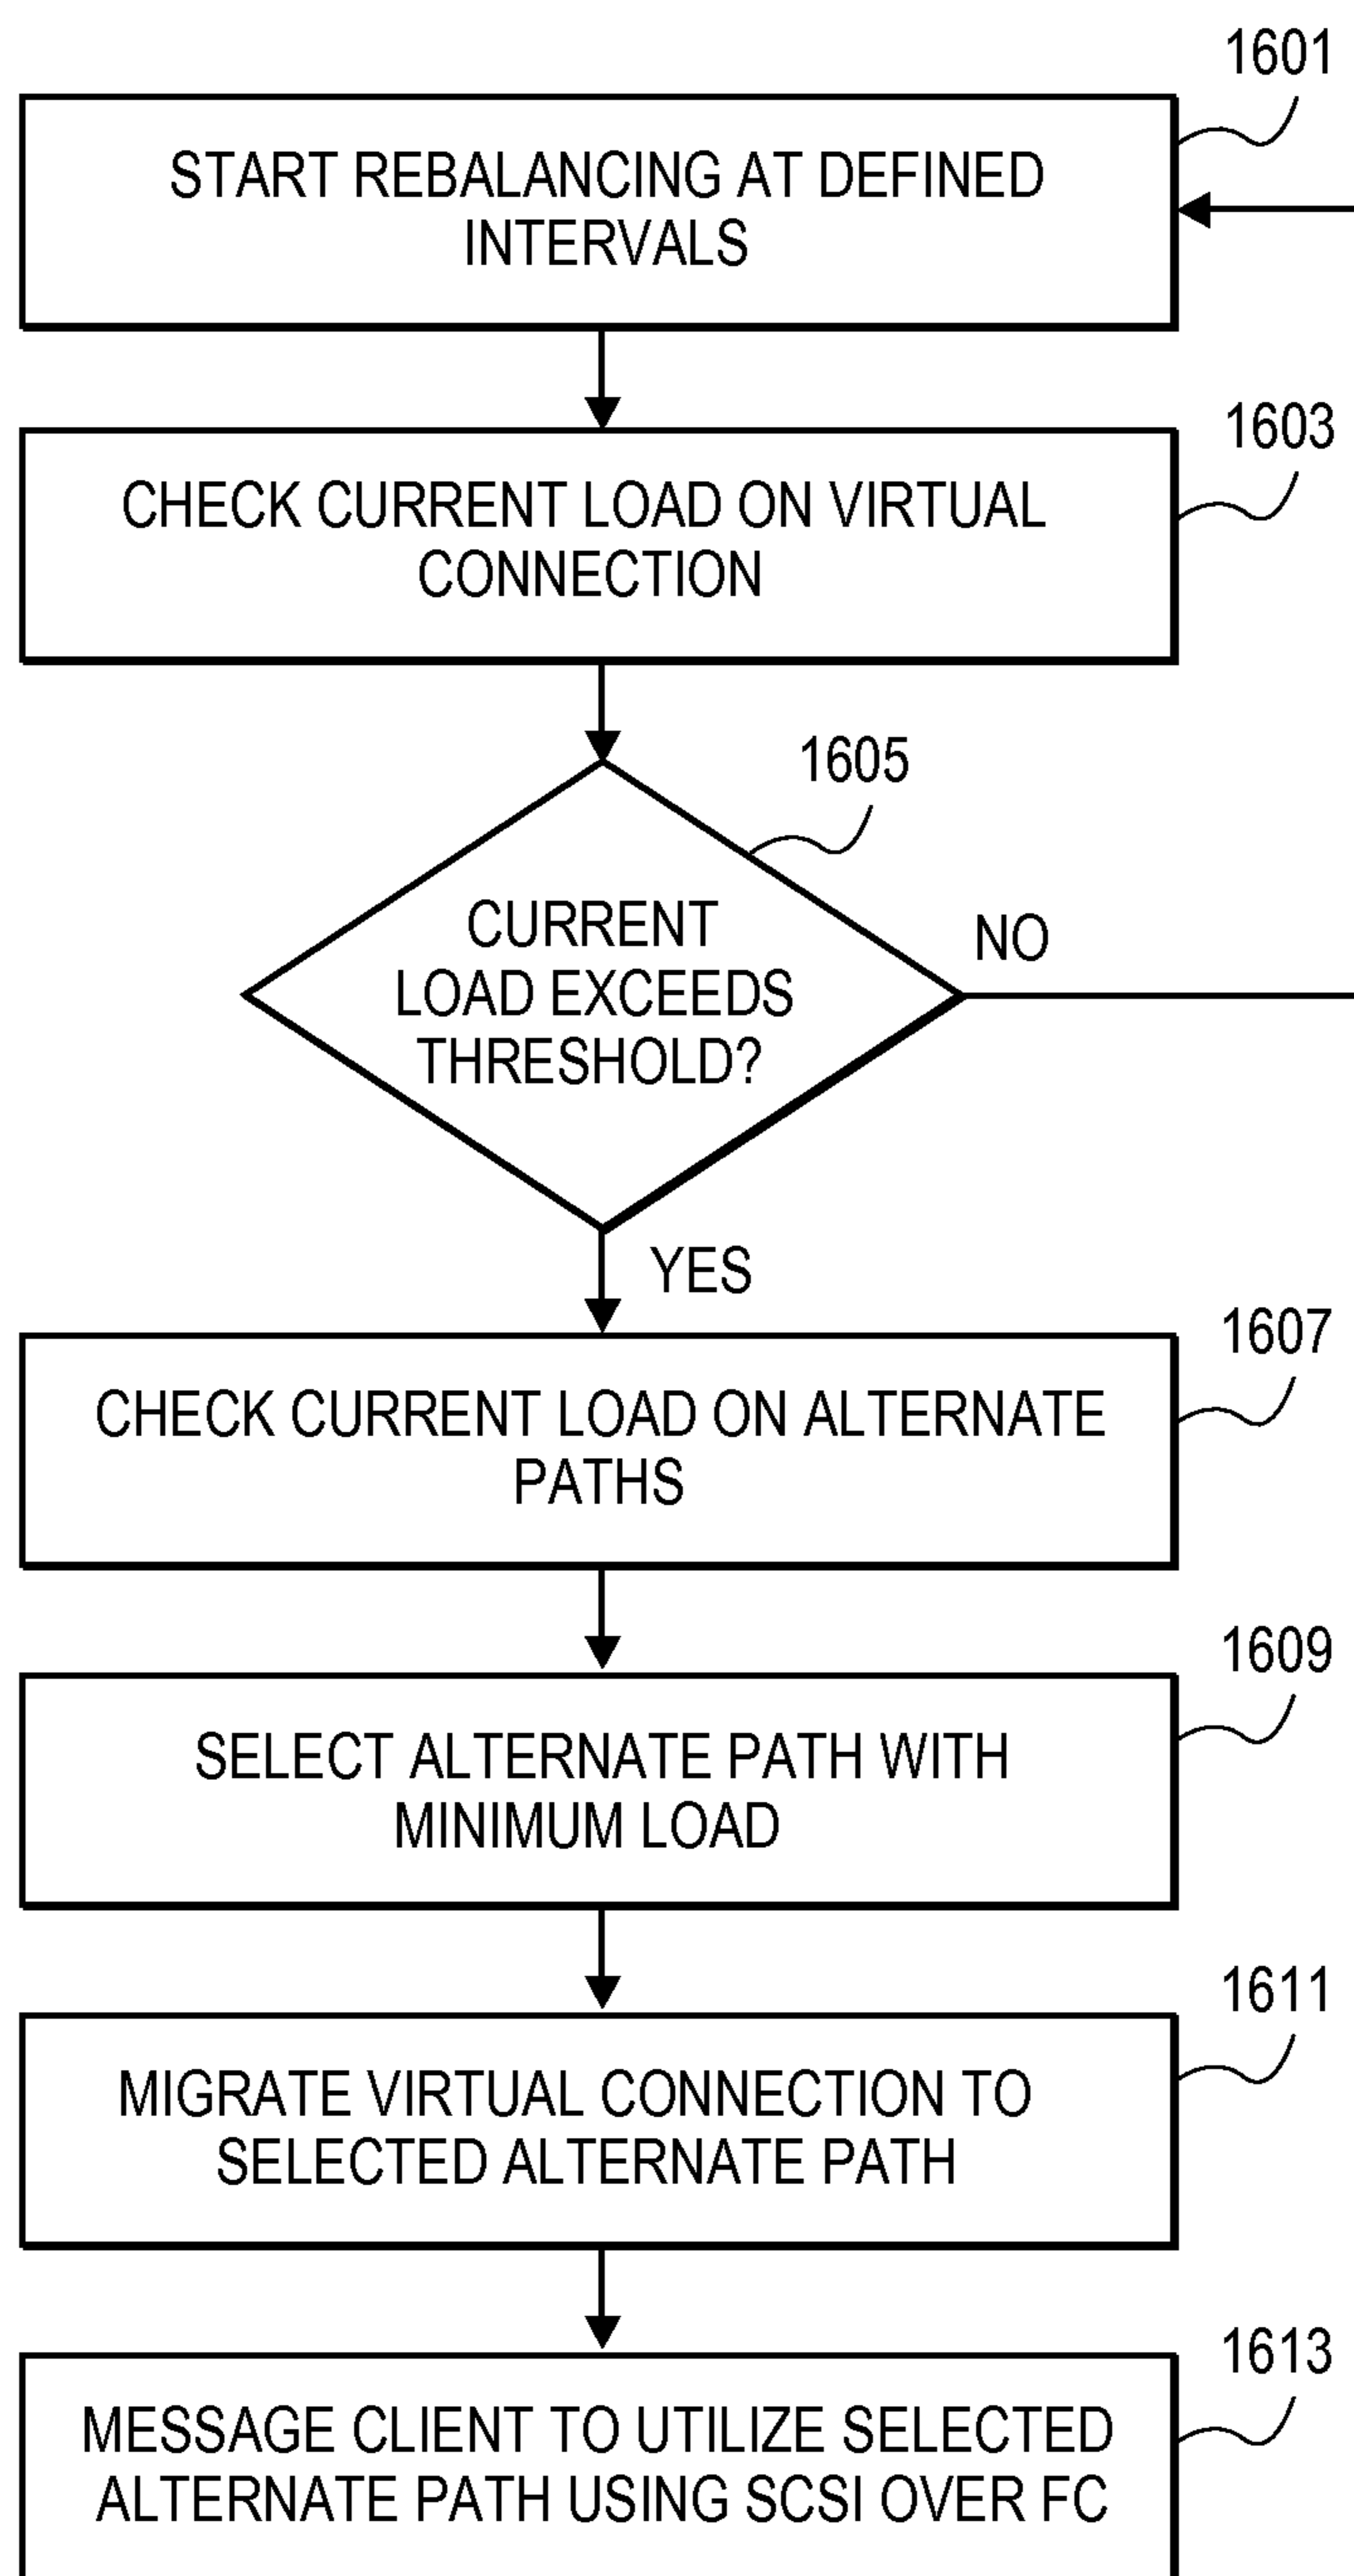 1601
START REBALANCING AT DEFINED
INTERVALS
1603
CHECK CURRENT LOAD ON VIRTUAL
CONNECTION
1605
CURRENT
LOAD EXCEEDS
THRESHOLD?
NO
YES
1607
CHECK CURRENT LOAD ON ALTERNATE
PATHS
1609
SELECT ALTERNATE PATH WITH
MINIMUM LOAD
1611
MIGRATE VIRTUAL CONNECTION TO
SELECTED ALTERNATE PATH
1613
MESSAGE CLIENT TO UTILIZE SELECTED
ALTERNATE PATH USING SCSI OVER FC